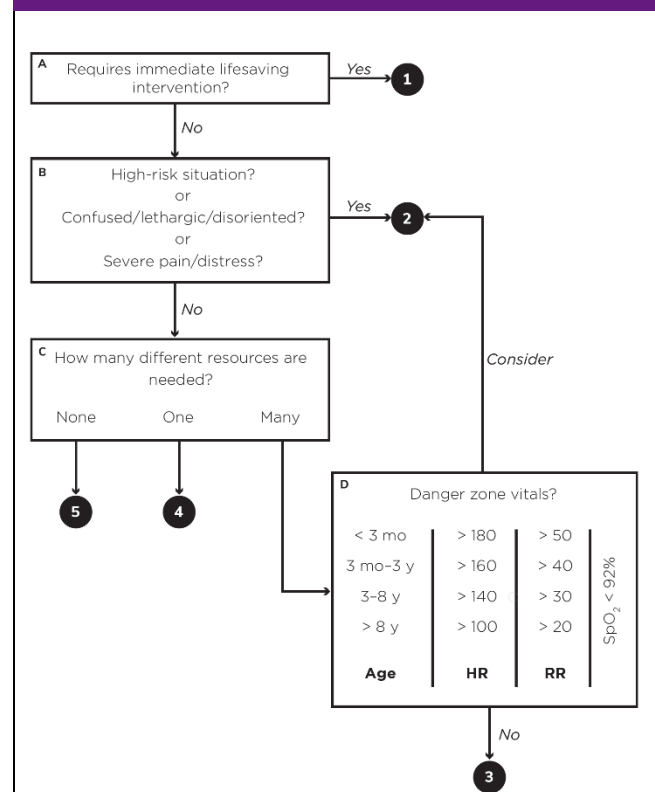 A
Requires immediate lifesaving
intervention?
Yes
1
No
B
High-risk situation?
or
Confused/lethargic/disoriented?
or
Severe pain/distress?
Yes
2
No
Consider
C
How many different resources are
needed?
None One Many
5
4
D
Danger zone vitals?
< 3 mo > 180 > 50
3 mo–3 y > 160 > 40
3–8 y > 140 > 30
> 8 y > 100 > 20
Age HR RR
SpO₂ < 92%
No
3